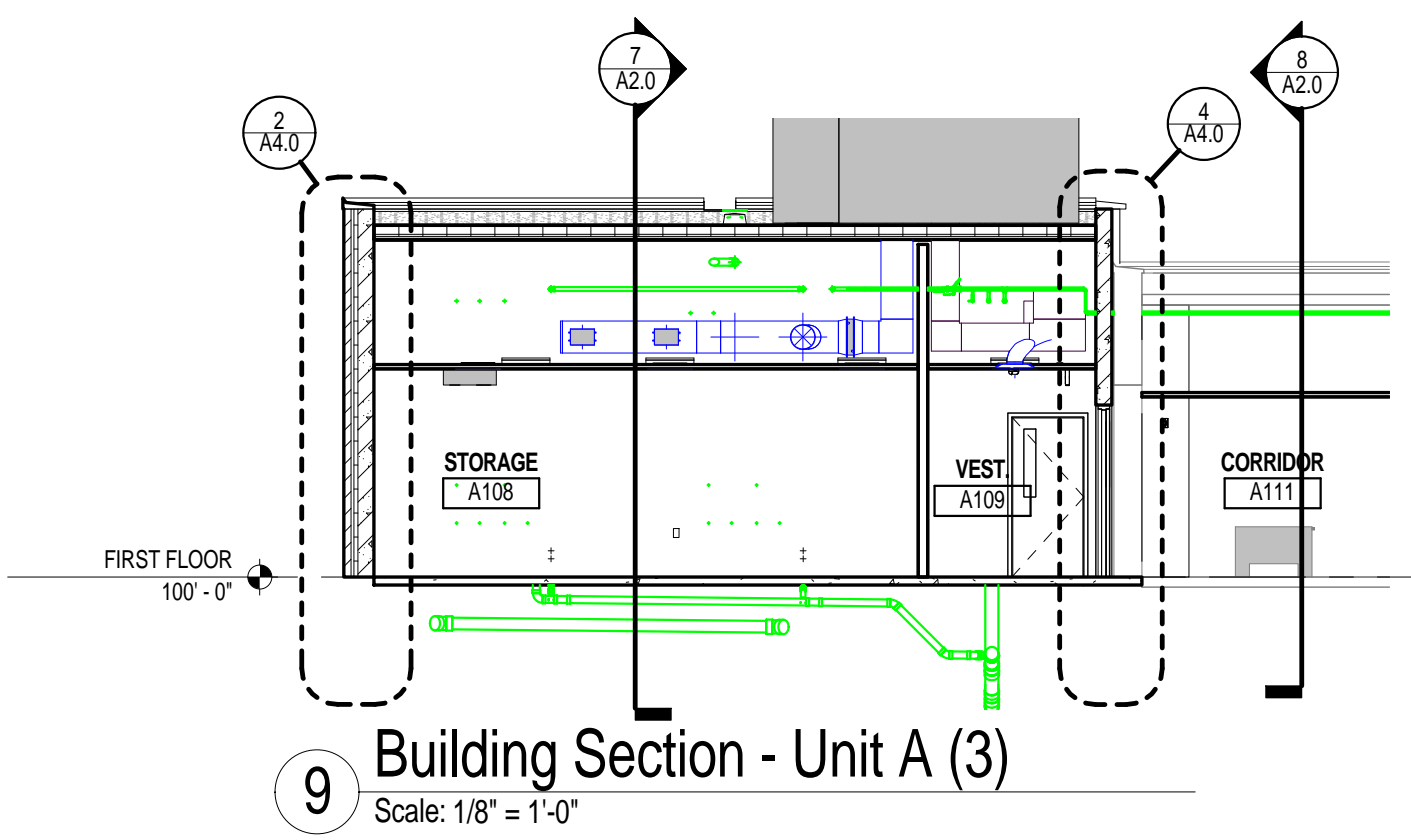 7
A2.0
8
A2.0
2
A4.0
4
A4.0
STORAGE
A108
VEST.
A109
CORRIDOR
A111
FIRST FLOOR
100' - 0"
9
Building Section - Unit A (3)
Scale: 1/8" = 1'-0"